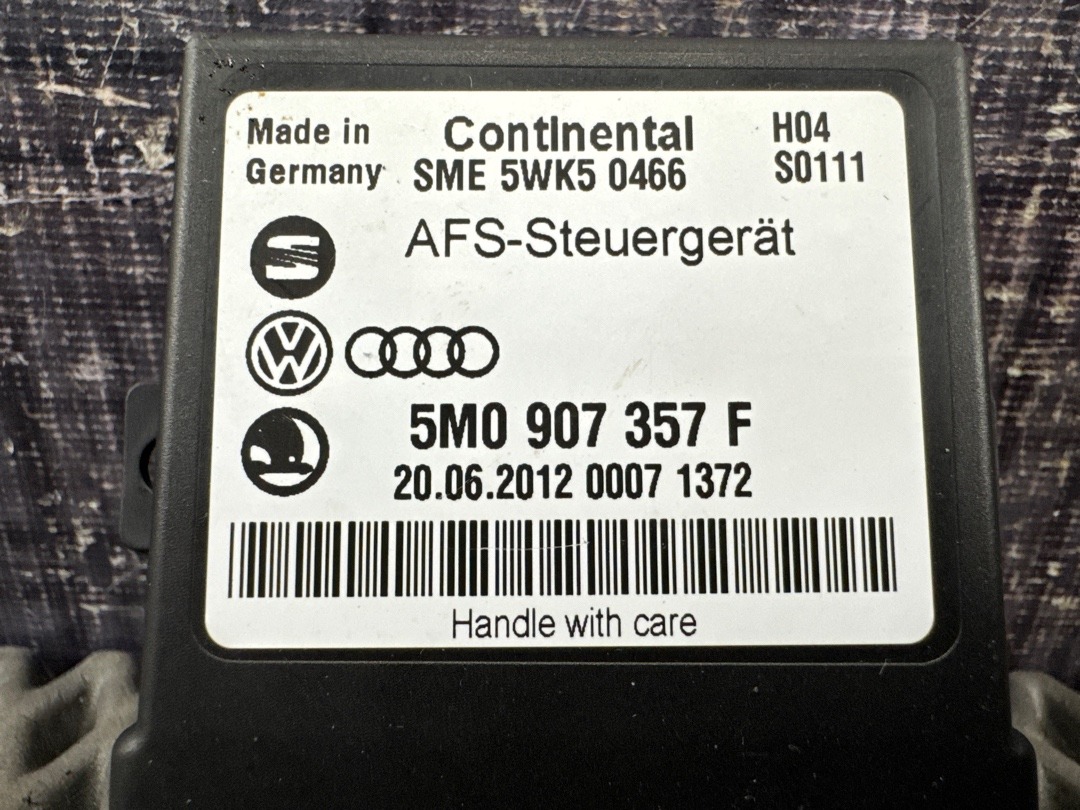 Made in Continental H04
Germany SME 5WK5 0466 S0111
AFS-Steuergerät
5M0 907 357 F
20.06.2012 0007 1372
Handle with care